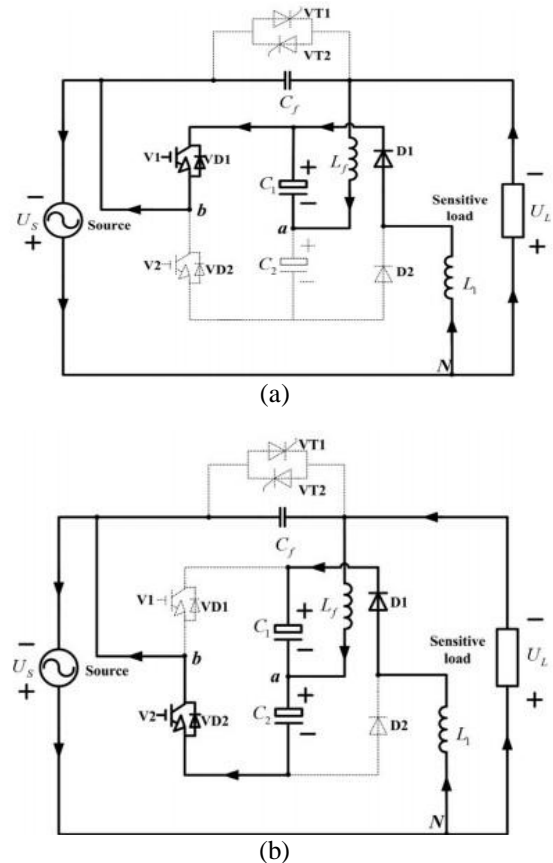 VT1
VT2
C_f
V1 VD1
C_1 +
−
L_f
D1
−
U_S
+
Source
b
a
Sensitive
load
−
U_L
+
V2 VD2
C_2 +
−
D2
L_1
N
(a)
VT1
VT2
C_f
V1 VD1
C_1 +
−
L_f
D1
−
U_S
+
Source
b
a
Sensitive
load
−
U_L
+
V2 VD2
C_2 +
−
D2
L_1
N
(b)